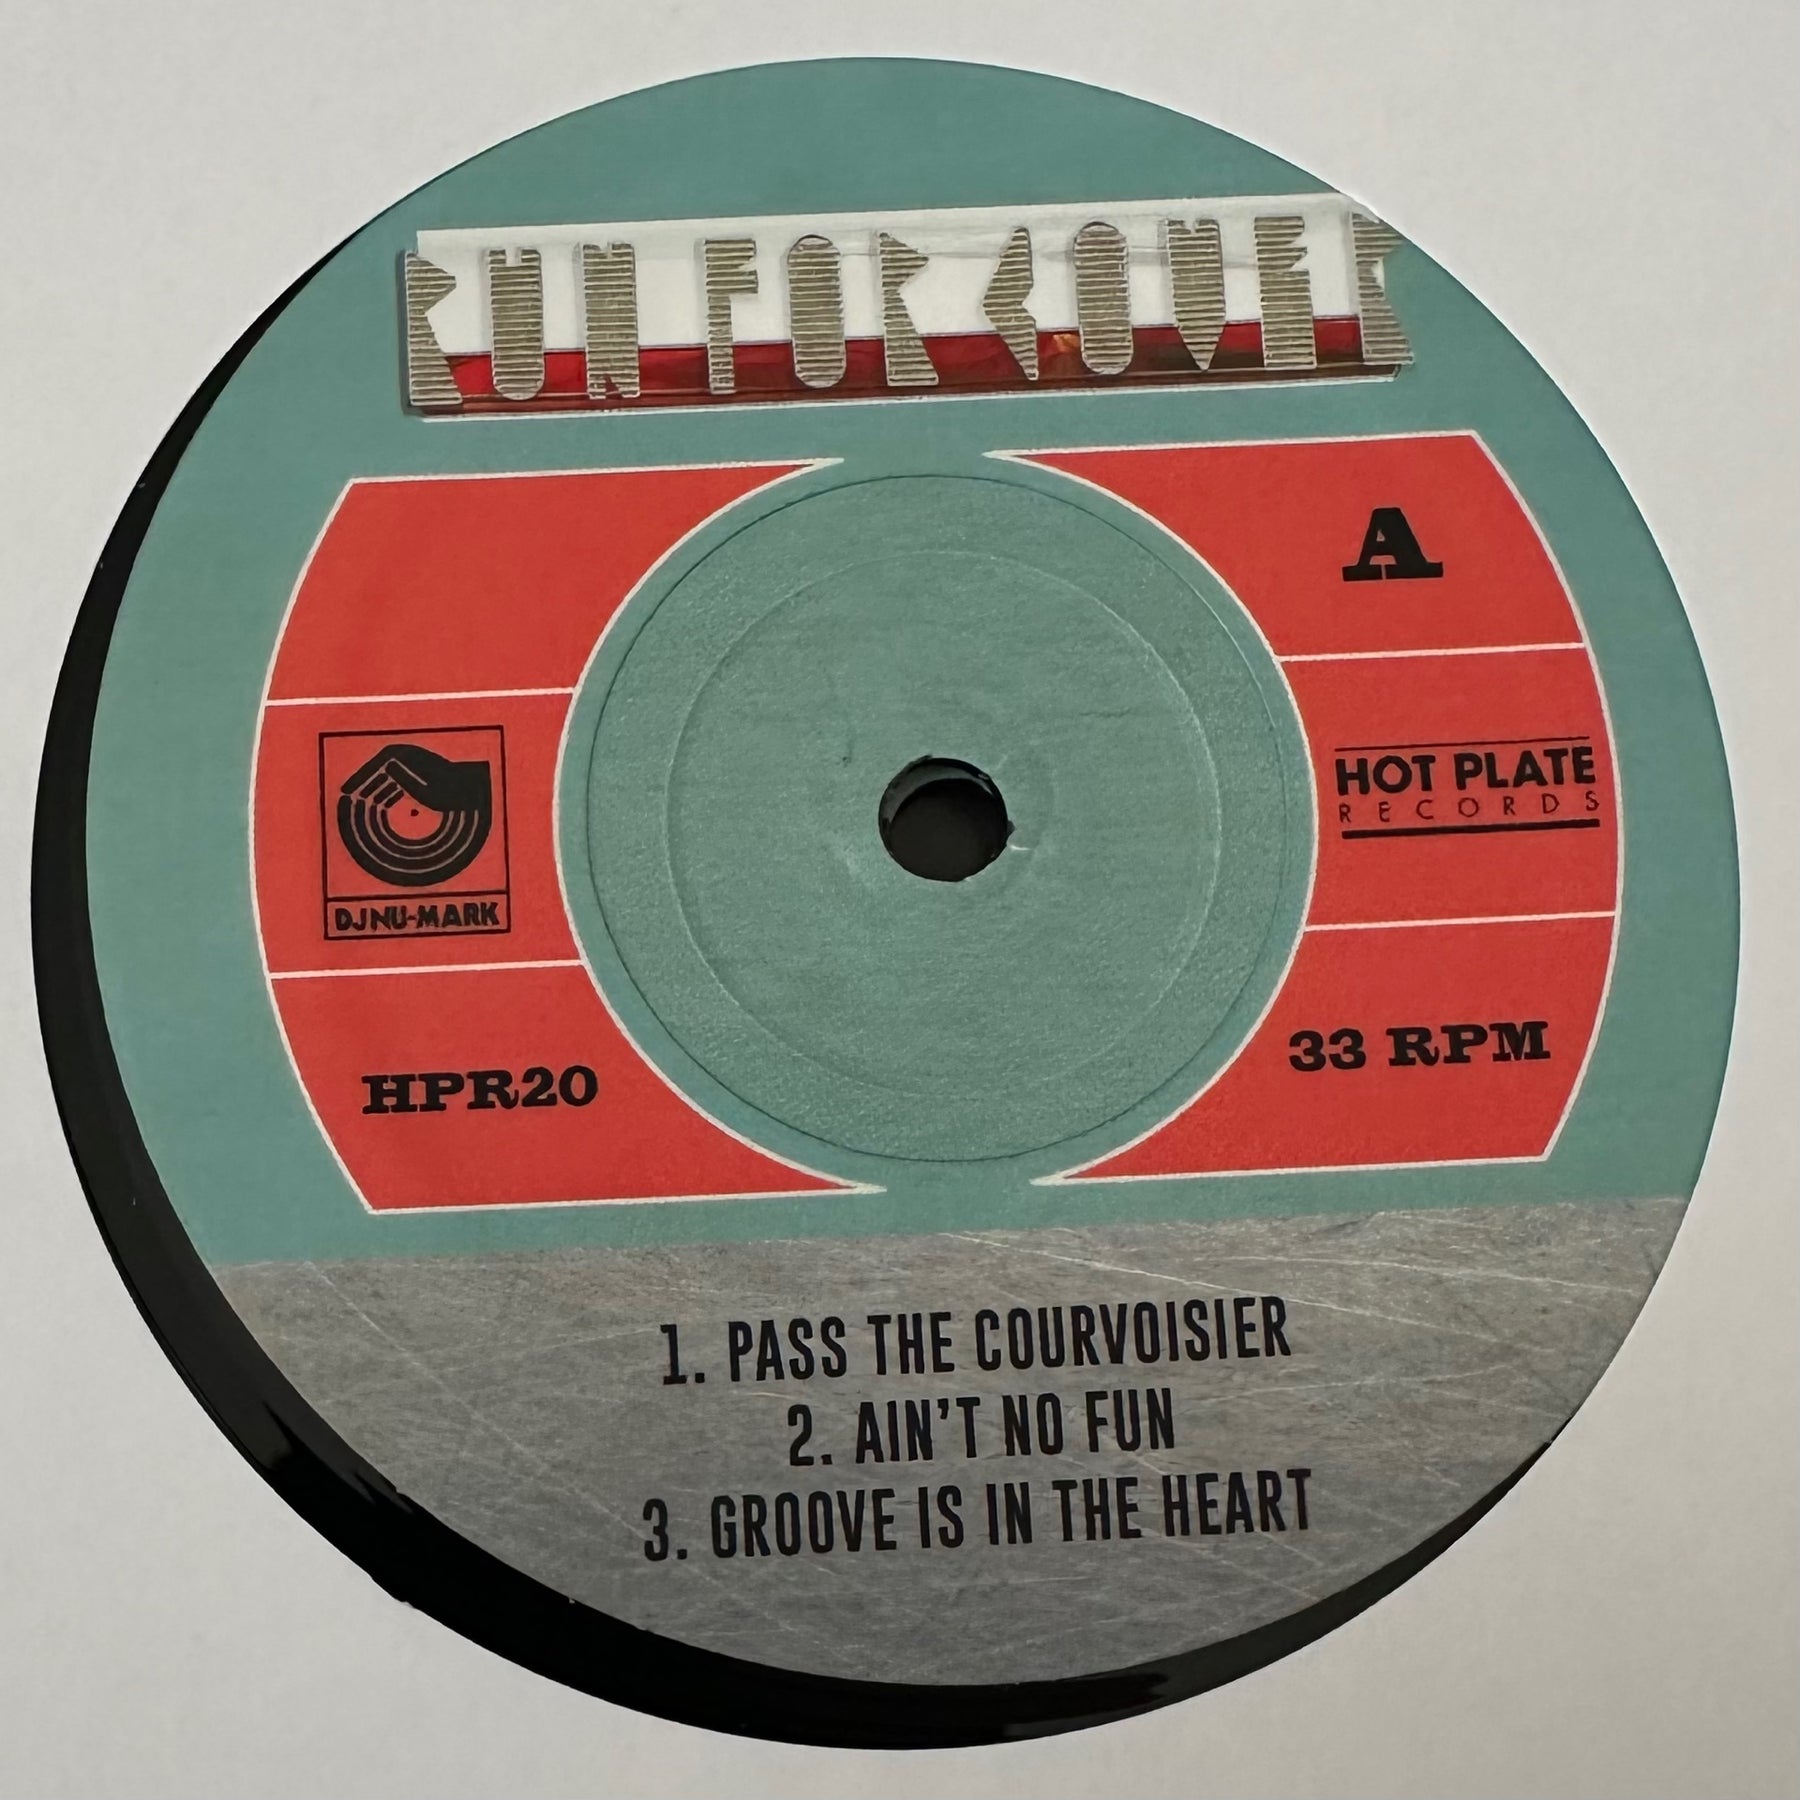 RUN FOR COVER
A
DJ NU-MARK
HOT PLATE
RECORDS
HPR20
33 RPM
1. PASS THE COURVOISIER
2. AIN'T NO FUN
3. GROOVE IS IN THE HEART